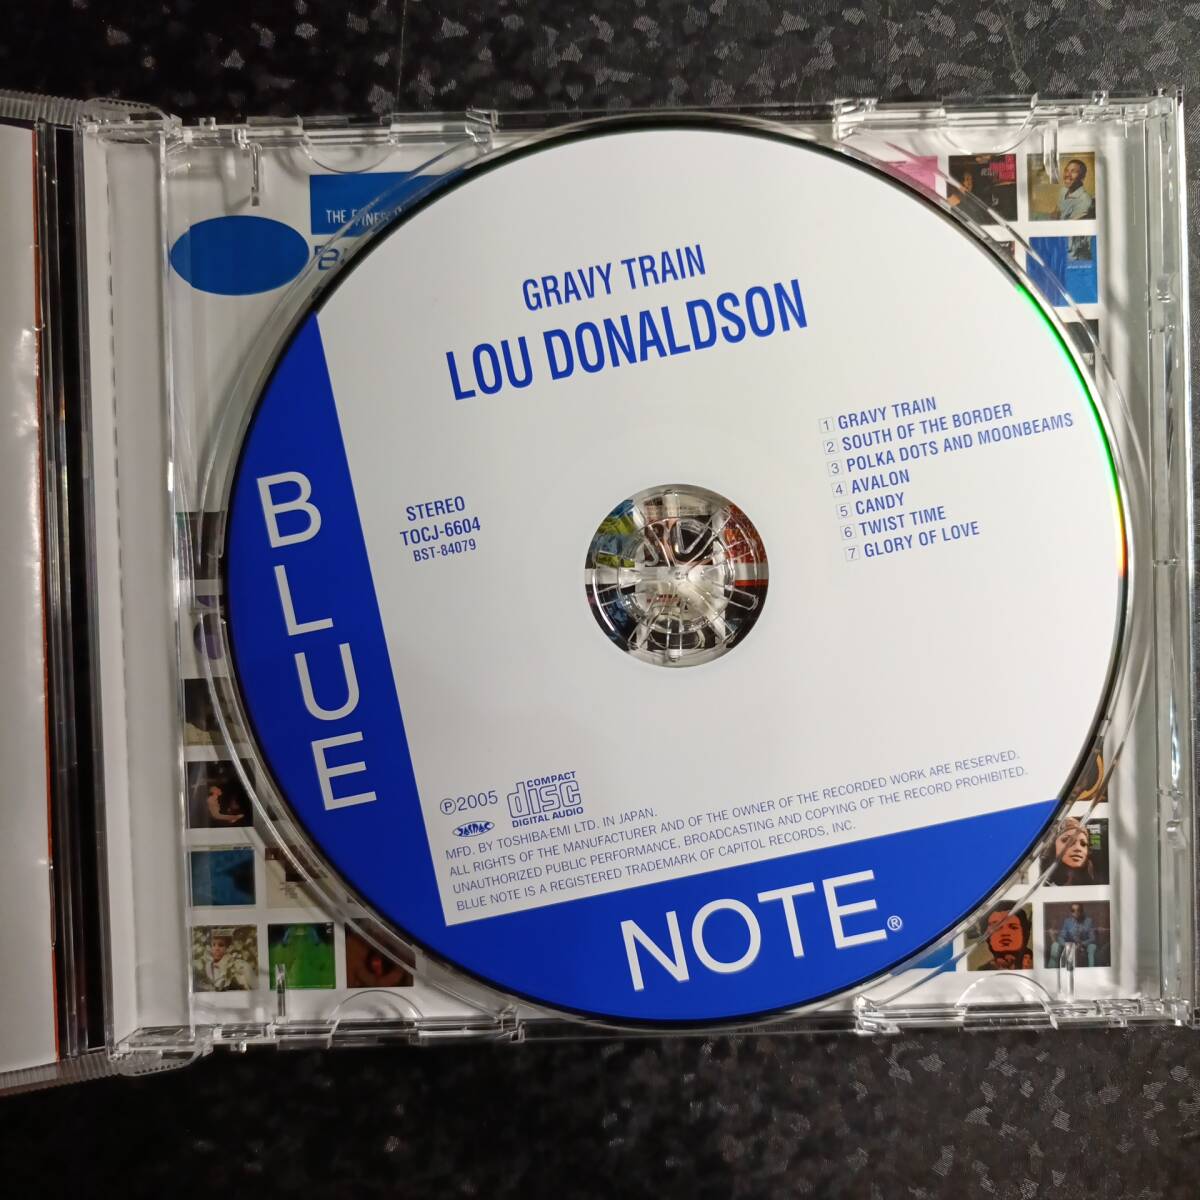 THE FINEST
GRAVY TRAIN
LOU DONALDSON
1 GRAVY TRAIN
2 SOUTH OF THE BORDER
3 POLKA DOTS AND MOONBEAMS
4 AVALON
5 CANDY
6 TWIST TIME
7 GLORY OF LOVE
STEREO
TOCJ-6604
BST-84079
BLUE
℗2005
COMPACT
disc
DIGITAL AUDIO
MFD. BY TOSHIBA-EMI LTD. IN JAPAN.
ALL RIGHTS OF THE MANUFACTURER AND OF THE OWNER OF THE RECORDED WORK ARE RESERVED.
UNAUTHORIZED PUBLIC PERFORMANCE, BROADCASTING AND COPYING OF THE RECORD PROHIBITED.
BLUE NOTE IS A REGISTERED TRADEMARK OF CAPITOL RECORDS, INC.
NOTE®